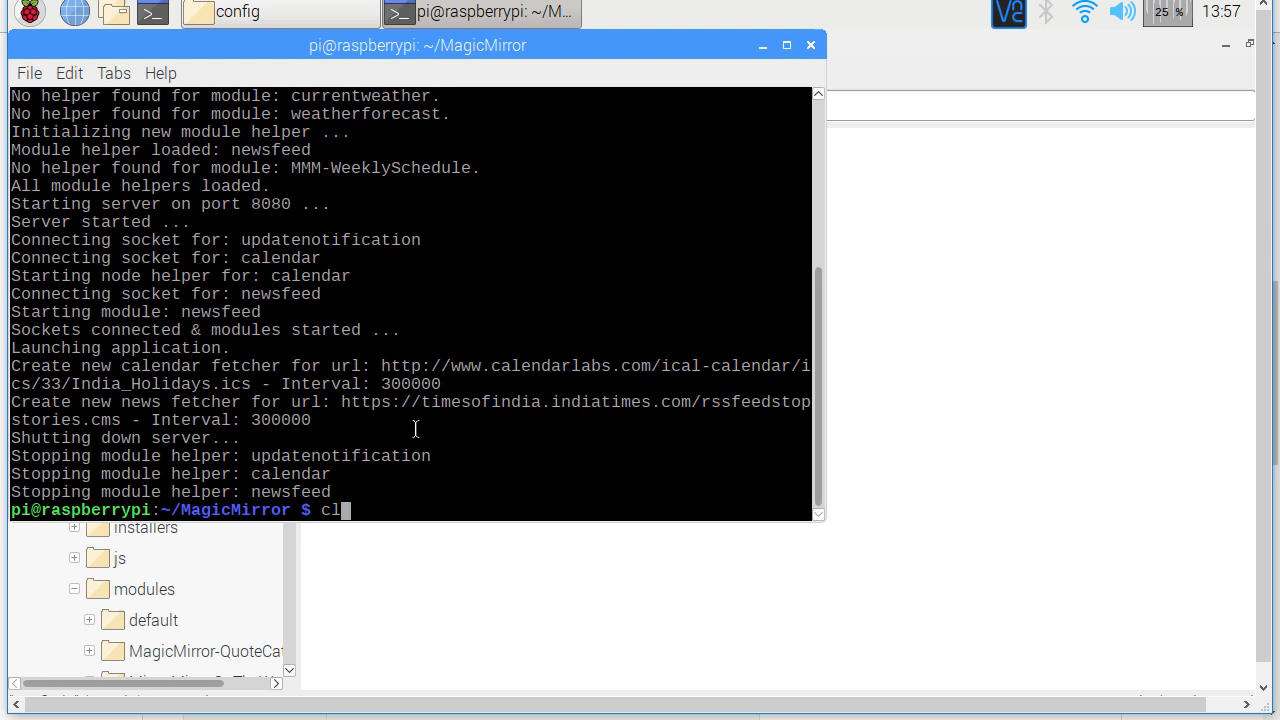 config
pi@raspberrypi: ~/M...
25 %
13:57
pi@raspberrypi: ~/MagicMirror
File Edit Tabs Help
No helper found for module: currentweather.
No helper found for module: weatherforecast.
Initializing new module helper ...
Module helper loaded: newsfeed
No helper found for module: MMM-WeeklySchedule.
All module helpers loaded.
Starting server on port 8080 ...
Server started ...
Connecting socket for: updatenotification
Connecting socket for: calendar
Starting node helper for: calendar
Connecting socket for: newsfeed
Starting module: newsfeed
Sockets connected & modules started ...
Launching application.
Create new calendar fetcher for url: http://www.calendarlabs.com/ical-calendar/i
cs/33/India_Holidays.ics - Interval: 300000
Create new news fetcher for url: https://timesofindia.indiatimes.com/rssfeedstop
stories.cms - Interval: 300000
Shutting down server...
Stopping module helper: updatenotification
Stopping module helper: calendar
Stopping module helper: newsfeed
pi@raspberrypi:~/MagicMirror $ cl
installers
js
modules
default
MagicMirror-QuoteCat